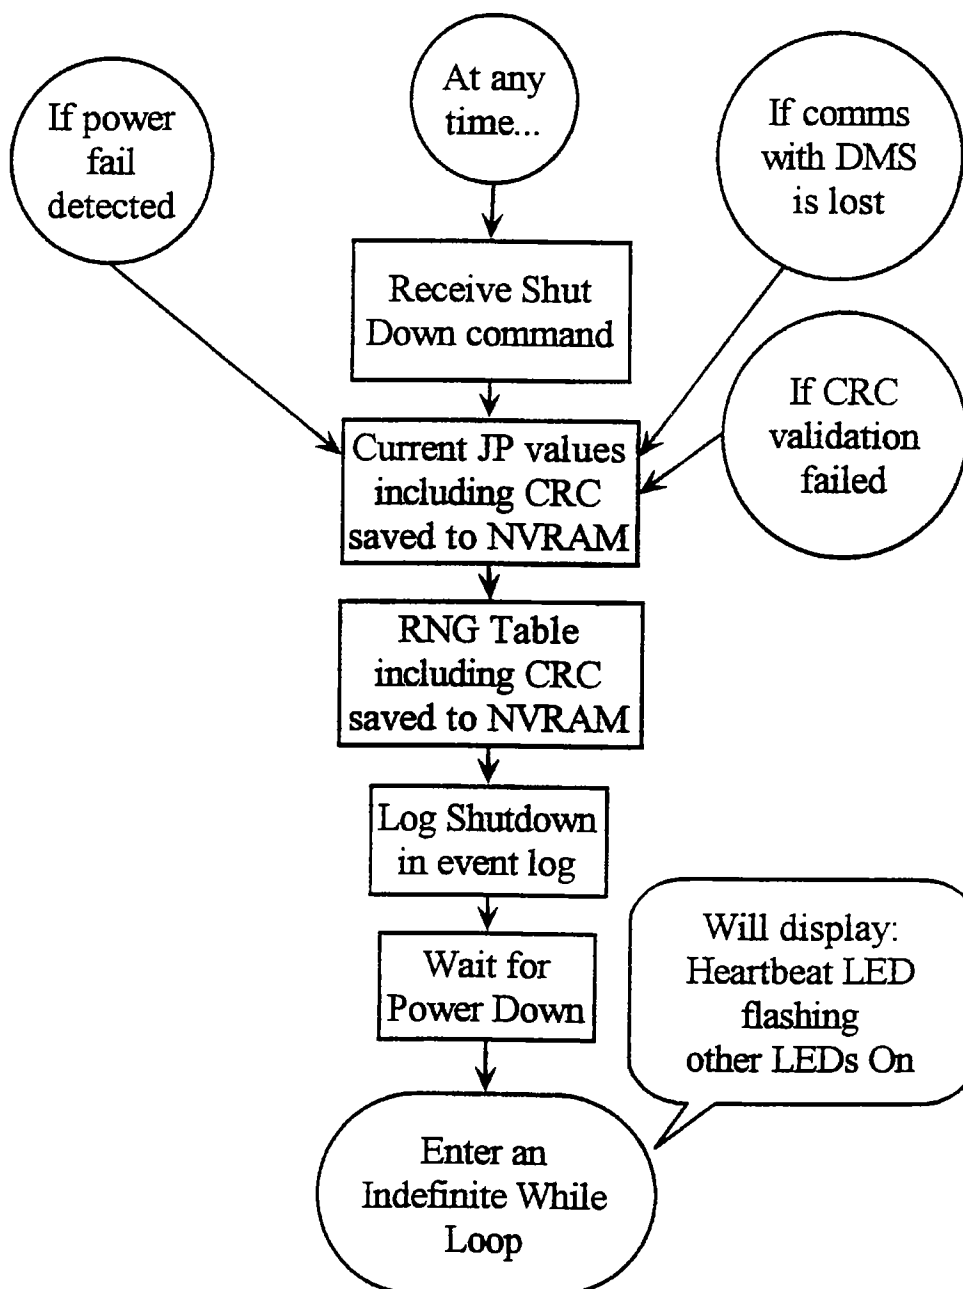 If power
fail
detected
At any
time...
If comms
with DMS
is lost
Receive Shut
Down command
If CRC
validation
failed
Current JP values
including CRC
saved to NVRAM
RNG Table
including CRC
saved to NVRAM
Log Shutdown
in event log
Wait for
Power Down
Will display:
Heartbeat LED
flashing
other LEDs On
Enter an
Indefinite While
Loop